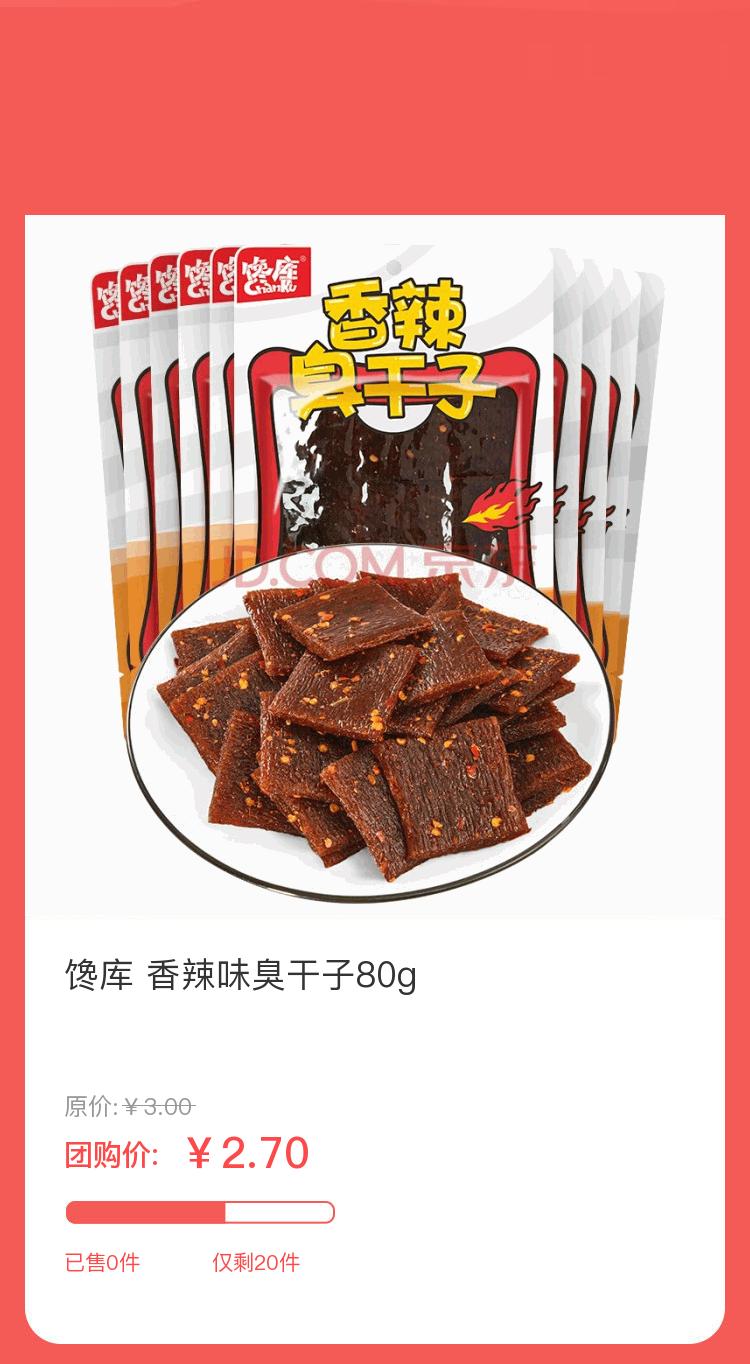 馋库
Chanku
香辣
臭干子
JD.COM 京东
馋库 香辣味臭干子80g
原价:￥3.00
团购价: ￥2.70
已售0件 仅剩20件